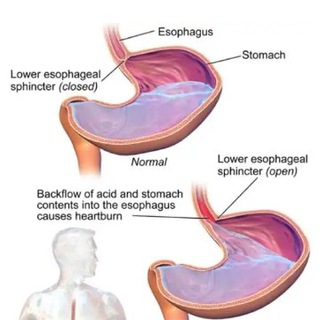 Esophagus
Stomach
Lower esophageal
sphincter (closed)
Normal
Lower esophageal
sphincter (open)
Backflow of acid and stomach
contents into the esophagus
causes heartburn